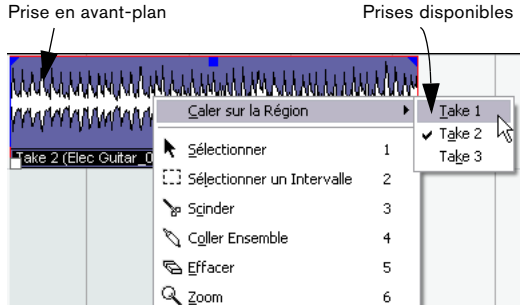 Prise en avant-plan
Prises disponibles
Take 2 (Elec Guitar_0
Caler sur la Région
Take 1
Take 2
Take 3
Sélectionner 1
Sélectionner un Intervalle 2
Scinder 3
Coller Ensemble 4
Effacer 5
Zoom 6